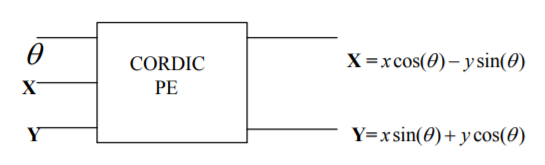 θ
X
Y
CORDIC
PE
X = x cos(θ) − y sin(θ)
Y= x sin(θ) + y cos(θ)